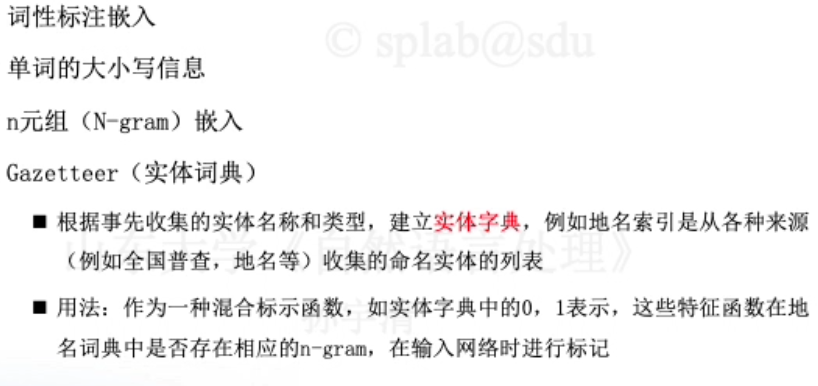 词性标注嵌入
© splab@sdu
单词的大小写信息
n元组（N-gram）嵌入
Gazetteer（实体词典）
■ 根据事先收集的实体名称和类型，建立实体字典，例如地名索引是从各种来源
（例如全国普查，地名等）收集的命名实体的列表
山东大学《自然语言处理》
■ 用法：作为一种混合标示函数，如实体字典中的0，1表示，这些特征函数在地
名词典中是否存在相应的n-gram，在输入网络时进行标记